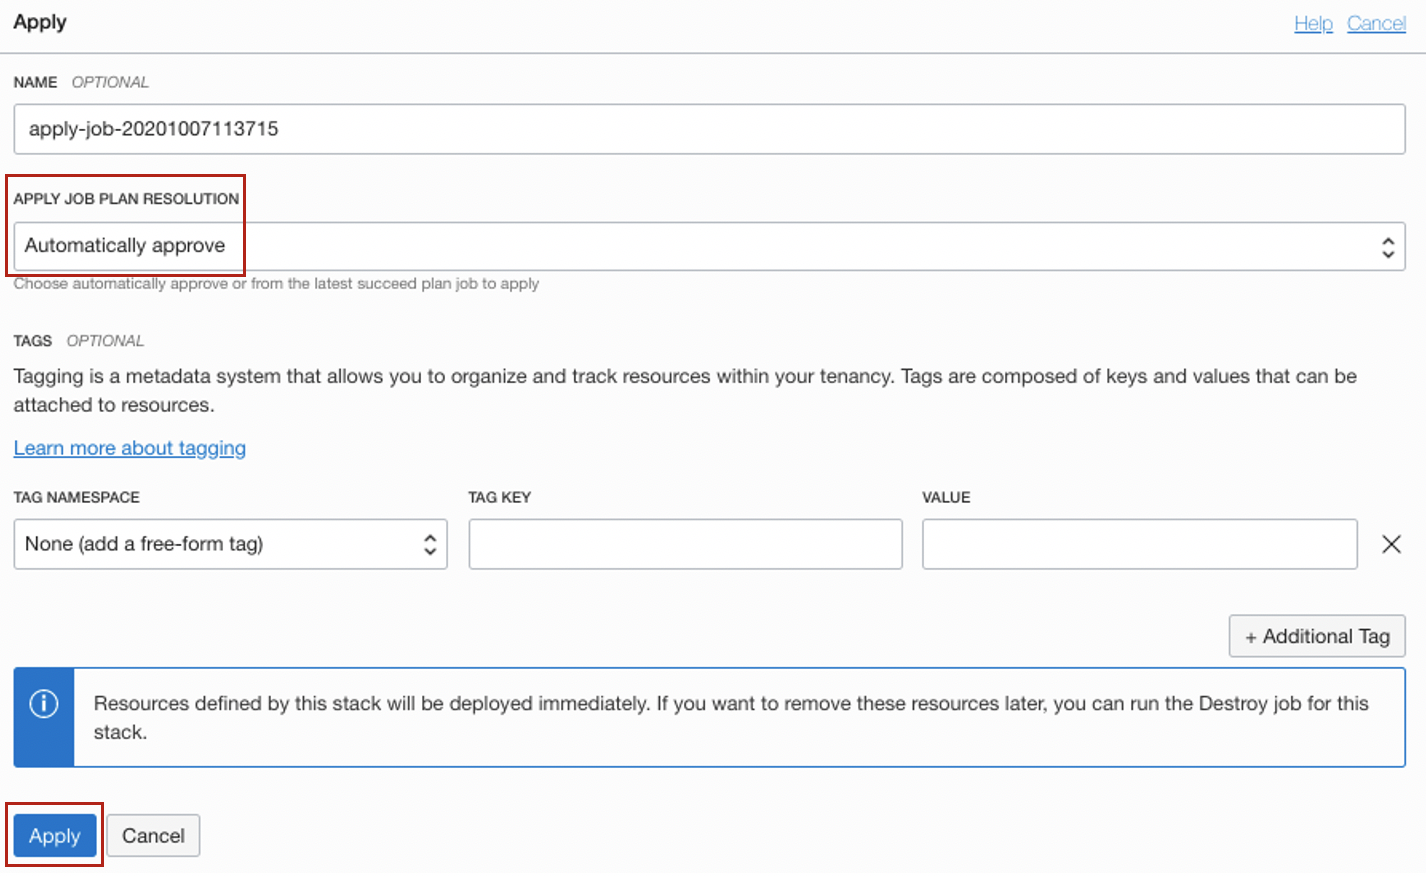 Apply
Help Cancel
NAME OPTIONAL
apply-job-20201007113715
APPLY JOB PLAN RESOLUTION
Automatically approve
Choose automatically approve or from the latest succeed plan job to apply
TAGS OPTIONAL
Tagging is a metadata system that allows you to organize and track resources within your tenancy. Tags are composed of keys and values that can be
attached to resources.
Learn more about tagging
TAG NAMESPACE TAG KEY VALUE
None (add a free-form tag)
+ Additional Tag
Resources defined by this stack will be deployed immediately. If you want to remove these resources later, you can run the Destroy job for this
stack.
Apply Cancel